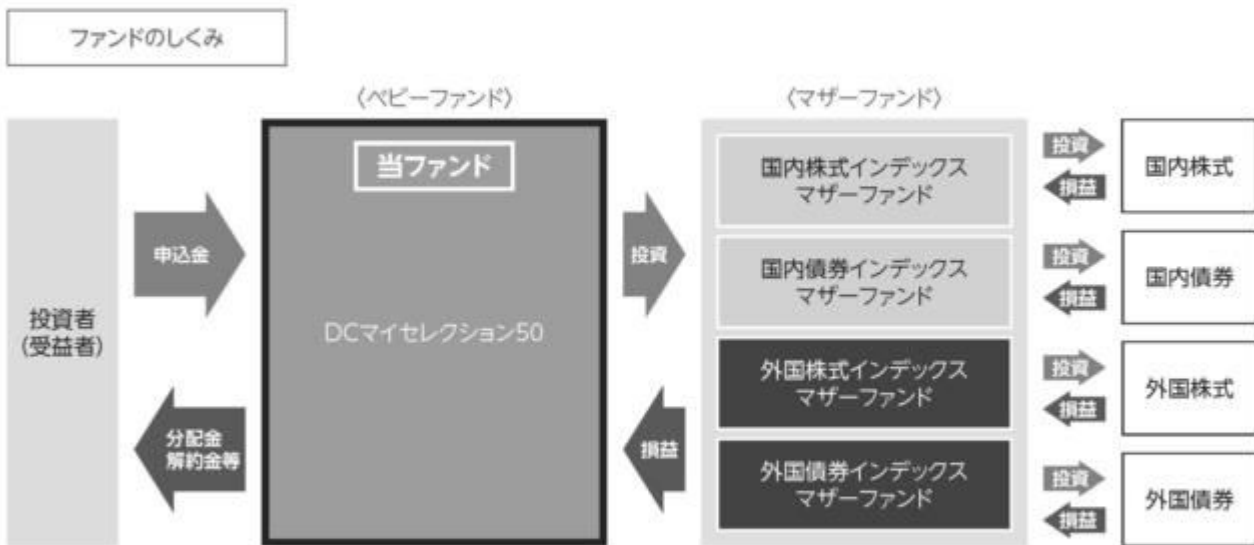 ファンドのしくみ
〈ベビーファンド〉
〈マザーファンド〉
投資者
(受益者)
申込金
分配金
解約金等
当ファンド
DCマイセレクション50
投資
損益
国内株式インデックス
マザーファンド
投資
損益
国内株式
国内債券インデックス
マザーファンド
投資
損益
国内債券
外国株式インデックス
マザーファンド
投資
損益
外国株式
外国債券インデックス
マザーファンド
投資
損益
外国債券